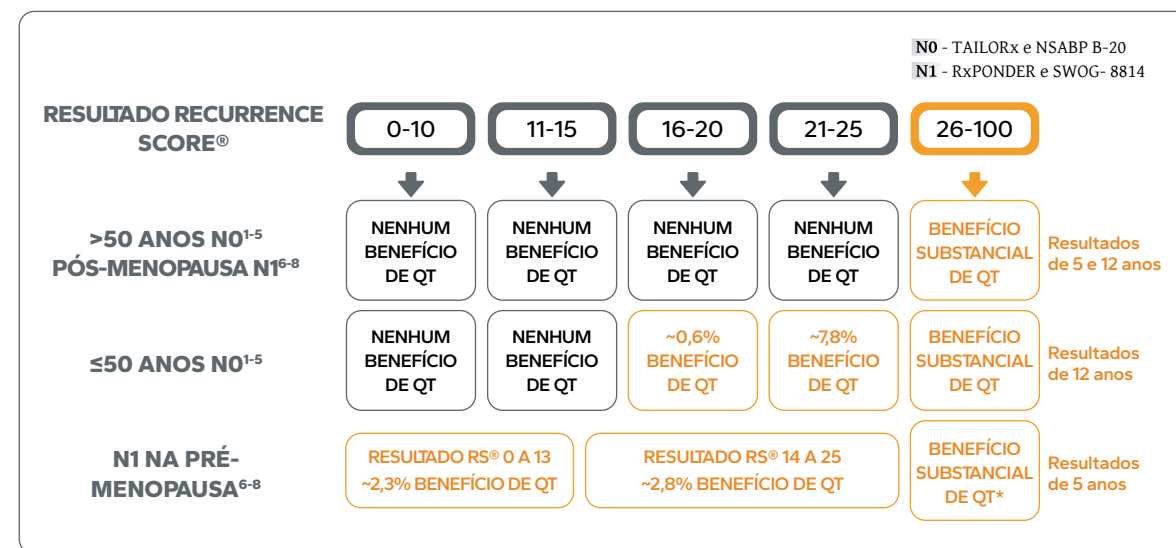 N0 - TAILORx e NSABP B-20
N1 - RxPONDER e SWOG- 8814
RESULTADO RECURRENCE
SCORE®
0-10
11-15
16-20
21-25
26-100
>50 ANOS N0¹⁻⁵
PÓS-MENOPAUSA N1⁶⁻⁸
NENHUM
BENEFÍCIO
DE QT
NENHUM
BENEFÍCIO
DE QT
NENHUM
BENEFÍCIO
DE QT
NENHUM
BENEFÍCIO
DE QT
BENEFÍCIO
SUBSTANCIAL
DE QT
Resultados
de 5 e 12 anos
≤50 ANOS N0¹⁻⁵
NENHUM
BENEFÍCIO
DE QT
NENHUM
BENEFÍCIO
DE QT
~0,6%
BENEFÍCIO
DE QT
~7,8%
BENEFÍCIO
DE QT
BENEFÍCIO
SUBSTANCIAL
DE QT
Resultados
de 12 anos
N1 NA PRÉ-
MENOPAUSA⁶⁻⁸
RESULTADO RS® 0 A 13
~2,3% BENEFÍCIO DE QT
RESULTADO RS® 14 A 25
~2,8% BENEFÍCIO DE QT
BENEFÍCIO
SUBSTANCIAL
DE QT*
Resultados
de 5 anos